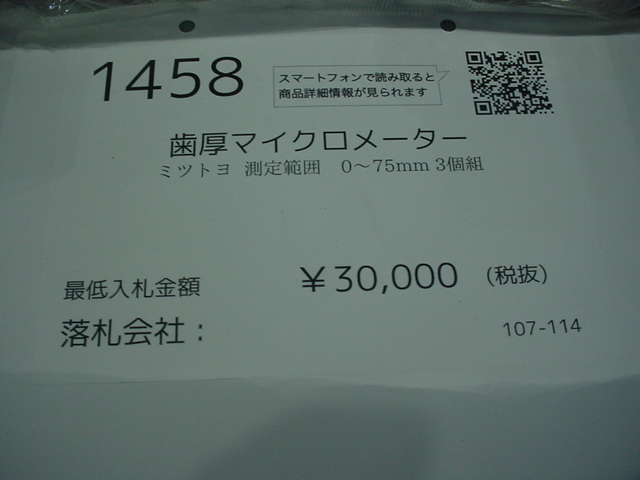 1458
スマートフォンで読み取ると
商品詳細情報が見られます
歯厚マイクロメーター
ミツトヨ 測定範囲 0～75mm 3個組
最低入札金額 ￥30,000 (税抜)
落札会社：
107-114